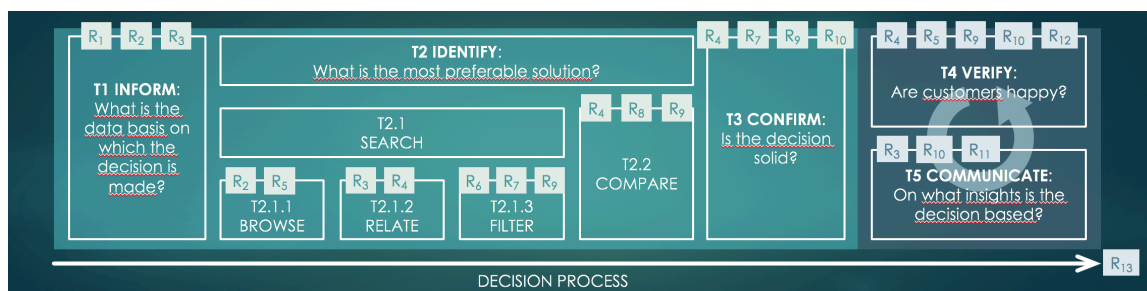 R1 R2 R3
T1 INFORM:
What is the
data basis on
which the
decision is
made?
T2 IDENTIFY:
What is the most preferable solution?
T2.1
SEARCH
R2 R5
T2.1.1
BROWSE
R3 R4
T2.1.2
RELATE
R6 R7 R9
T2.1.3
FILTER
R4 R8 R9
T2.2
COMPARE
R4 R7 R9 R10
T3 CONFIRM:
Is the decision
solid?
R4 R5 R9 R10 R12
T4 VERIFY:
Are customers happy?
R3 R10 R11
T5 COMMUNICATE:
On what insights is the
decision based?
R13
DECISION PROCESS